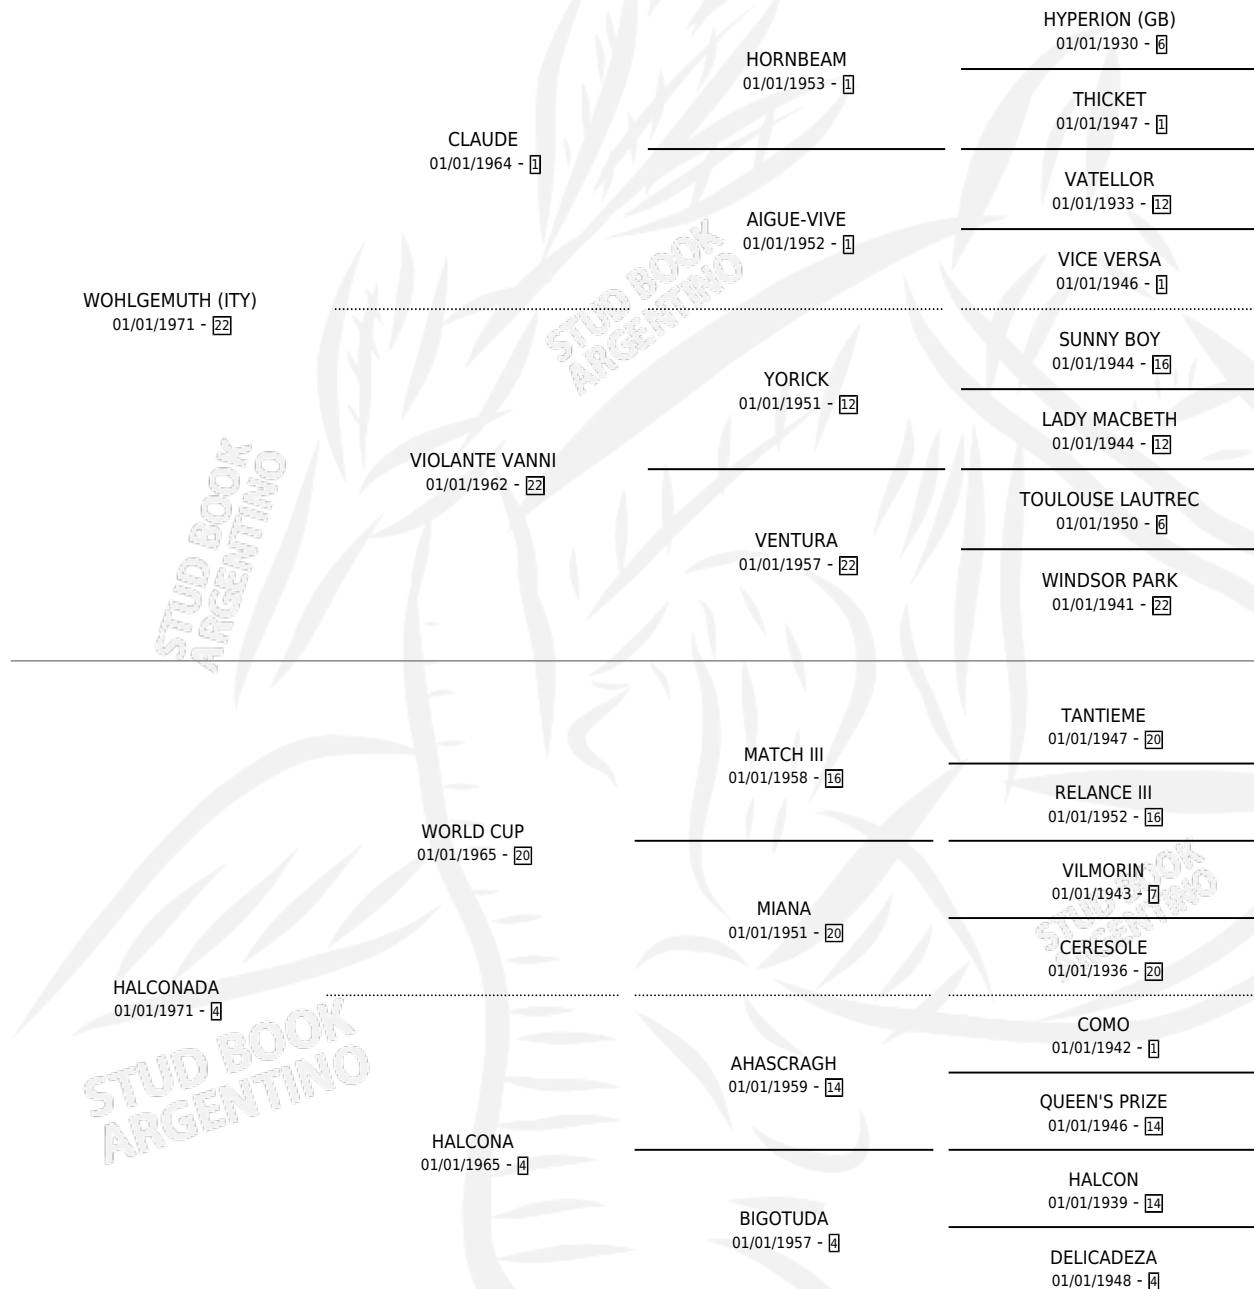 HYPERION (GB)
01/01/1930 - 6
HORNBEAM
01/01/1953 - 1
THICKET
01/01/1947 - 1
CLAUDE
01/01/1964 - 1
VATELLOR
01/01/1933 - 12
AIGUE-VIVE
01/01/1952 - 1
VICE VERSA
01/01/1946 - 1
WOHLGEMUTH (ITY)
01/01/1971 - 22
SUNNY BOY
01/01/1944 - 16
YORICK
01/01/1951 - 12
LADY MACBETH
01/01/1944 - 12
VIOLANTE VANNI
01/01/1962 - 22
TOULOUSE LAUTREC
01/01/1950 - 6
VENTURA
01/01/1957 - 22
WINDSOR PARK
01/01/1941 - 22
STUD BOOK
ARGENTINO
STUD BOOK
ARGENTINO
TANTIEME
01/01/1947 - 20
MATCH III
01/01/1958 - 16
RELANCE III
01/01/1952 - 16
WORLD CUP
01/01/1965 - 20
VILMORIN
01/01/1943 - 7
MIANA
01/01/1951 - 20
CERESOLE
01/01/1936 - 20
STUD BOOK
ARGENTINO
HALCONADA
01/01/1971 - 4
COMO
01/01/1942 - 1
AHASCRAGH
01/01/1959 - 14
QUEEN'S PRIZE
01/01/1946 - 14
HALCONA
01/01/1965 - 4
HALCON
01/01/1939 - 14
BIGOTUDA
01/01/1957 - 4
DELICADEZA
01/01/1948 - 4
STUD BOOK
ARGENTINO